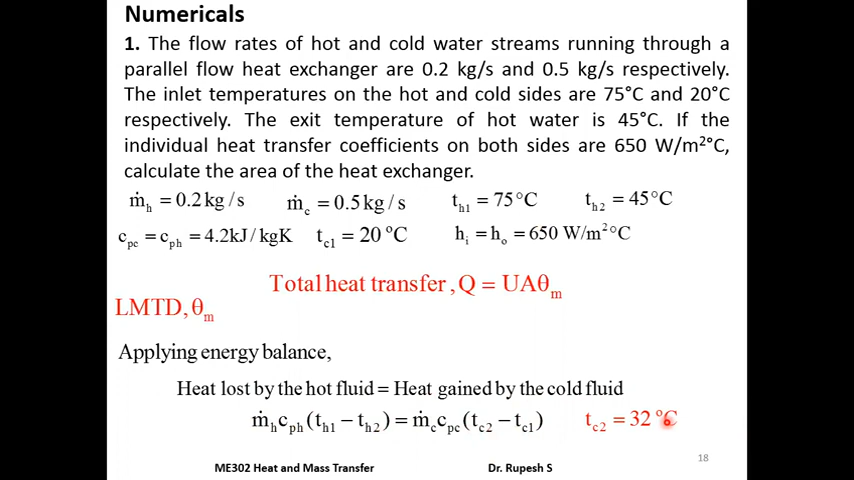 Numericals
1. The flow rates of hot and cold water streams running through a
parallel flow heat exchanger are 0.2 kg/s and 0.5 kg/s respectively.
The inlet temperatures on the hot and cold sides are 75°C and 20°C
respectively. The exit temperature of hot water is 45°C. If the
individual heat transfer coefficients on both sides are 650 W/m²°C,
calculate the area of the heat exchanger.
ṁh = 0.2 kg/s ṁc = 0.5 kg/s th1 = 75°C th2 = 45°C
cpc = cph = 4.2kJ/kgK tc1 = 20 °C hi = ho = 650 W/m²°C
Total heat transfer, Q = UAθm
LMTD, θm
Applying energy balance,
Heat lost by the hot fluid = Heat gained by the cold fluid
ṁhcph(th1 − th2) = ṁccpc(tc2 − tc1) tc2 = 32 °C
18
ME302 Heat and Mass Transfer Dr. Rupesh S